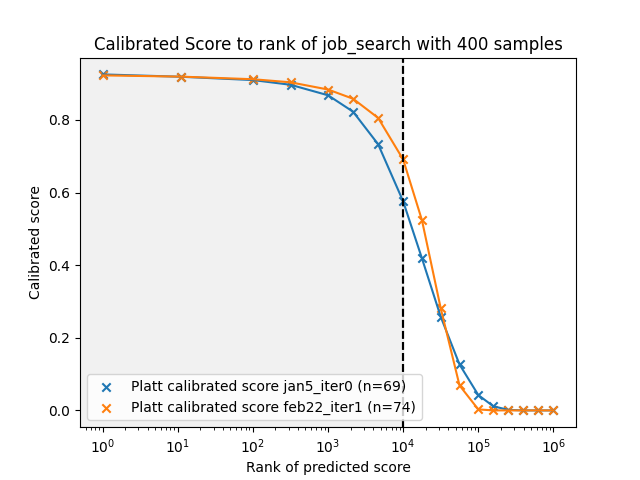 Calibrated Score to rank of job_search with 400 samples
Calibrated score
0.8
0.6
0.4
0.2
0.0
Platt calibrated score jan5_iter0 (n=69)
Platt calibrated score feb22_iter1 (n=74)
10⁰ 10¹ 10² 10³ 10⁴ 10⁵ 10⁶
Rank of predicted score